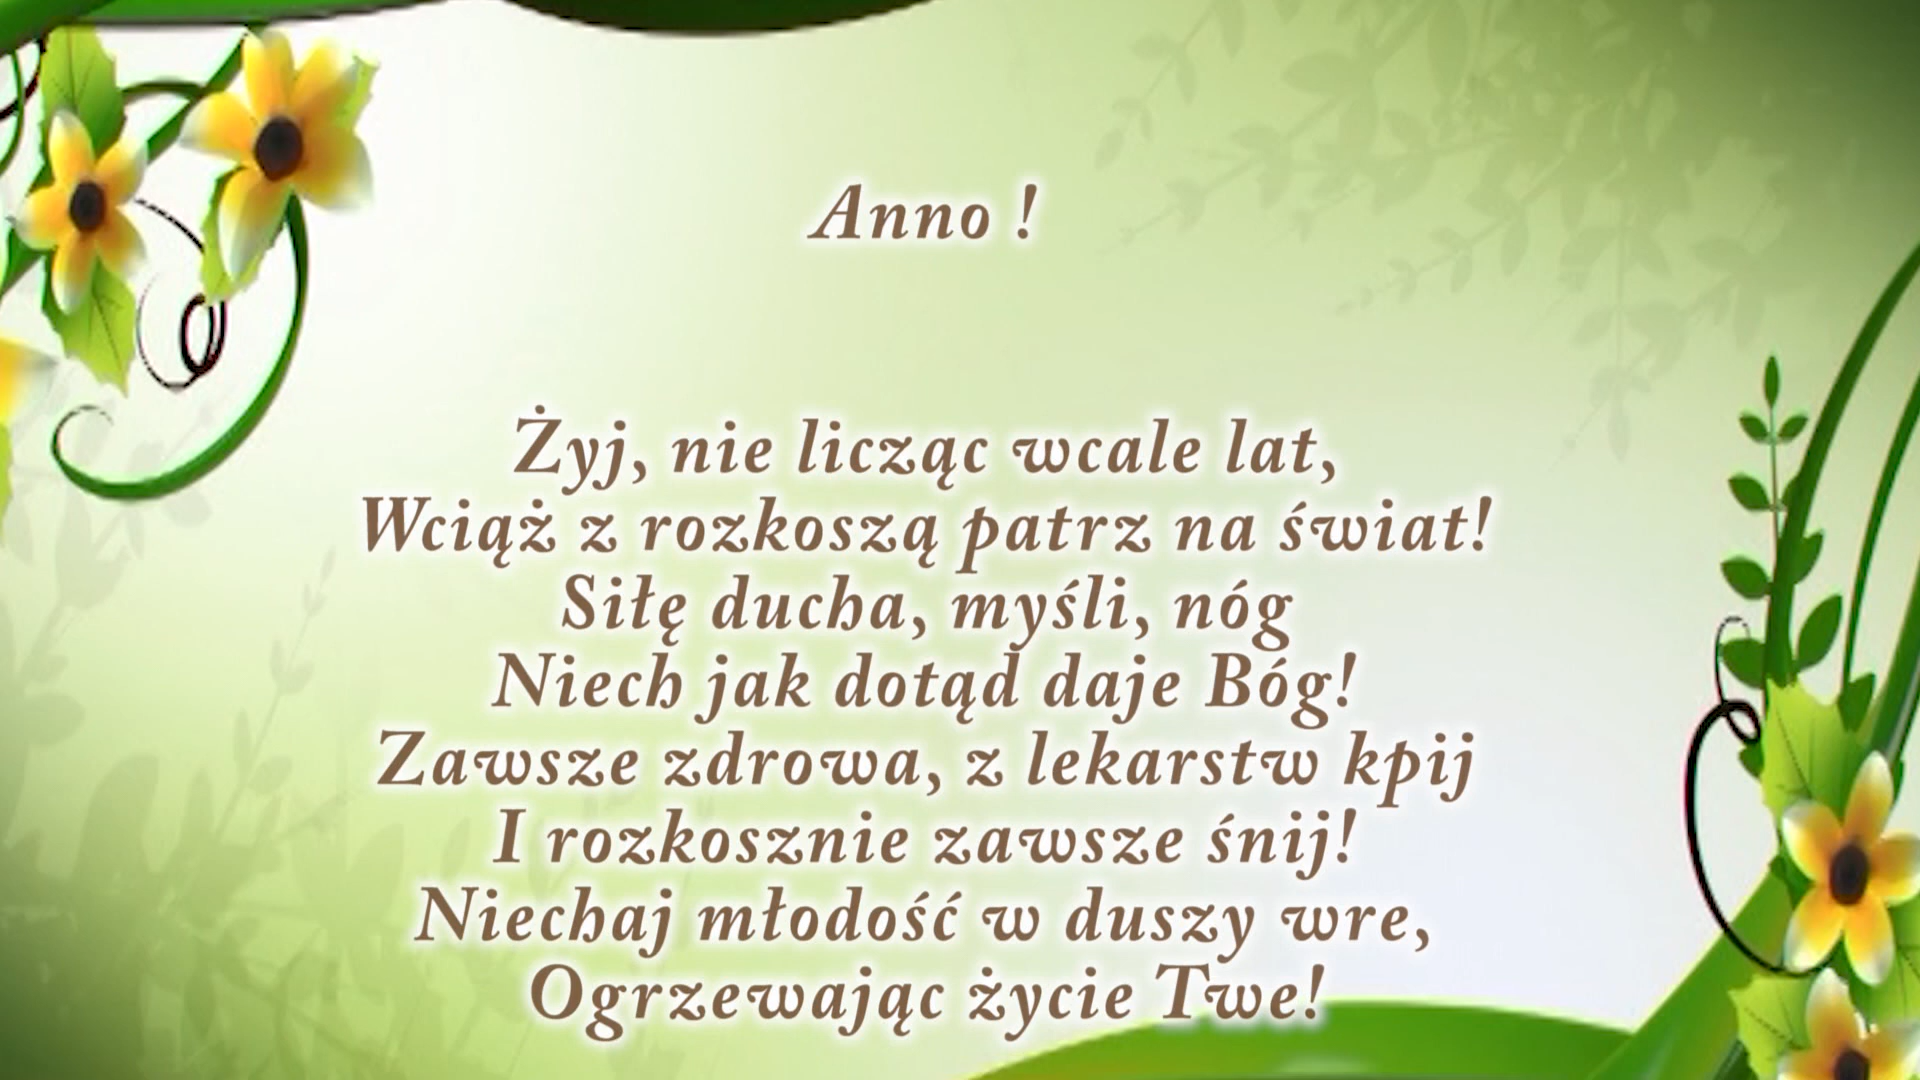 Anno !
Żyj, nie licząc wcale lat,
Wciąż z rozkoszą patrz na świat!
Siłę ducha, myśli, nóg
Niech jak dotąd daje Bóg!
Zawsze zdrowa, z lekarstw kpij
I rozkosznie zawsze śnij!
Niechaj młodość w duszy wre,
Ogrzewając życie Twe!